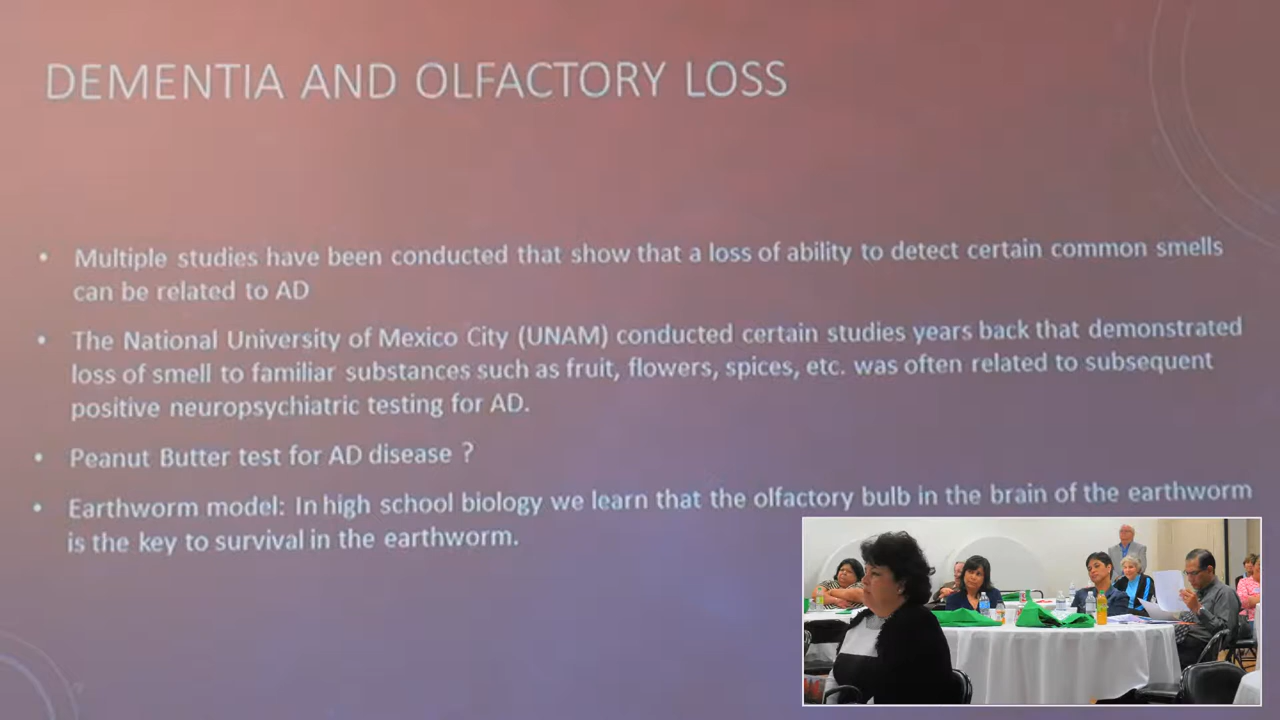 DEMENTIA AND OLFACTORY LOSS
• Multiple studies have been conducted that show that a loss of ability to detect certain common smells
can be related to AD
• The National University of Mexico City (UNAM) conducted certain studies years back that demonstrated
loss of smell to familiar substances such as fruit, flowers, spices, etc. was often related to subsequent
positive neuropsychiatric testing for AD.
• Peanut Butter test for AD disease ?
• Earthworm model: In high school biology we learn that the olfactory bulb in the brain of the earthworm
is the key to survival in the earthworm.